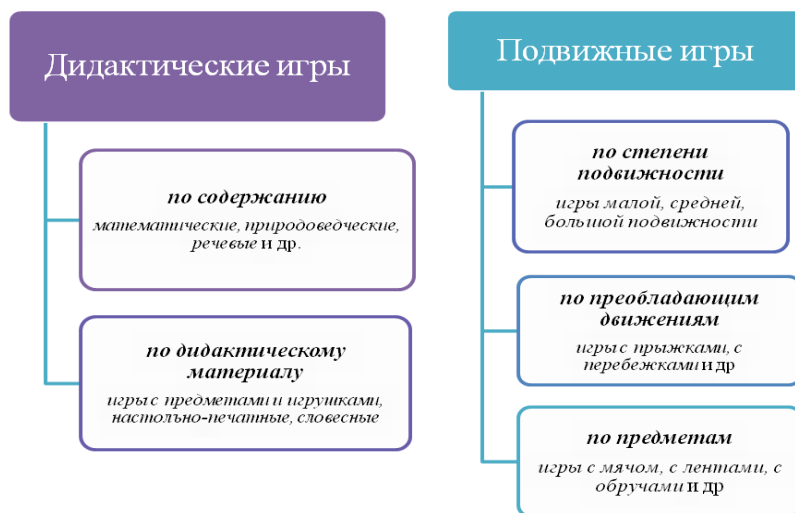 Дидактические игры
по содержанию
математические, природоведческие,
речевые и др.
по дидактическому
материалу
игры с предметами и игрушками,
настольно-печатные, словесные
Подвижные игры
по степени
подвижности
игры малой, средней,
большой подвижности
по преобладающим
движениям
игры с прыжками, с
перебежками и др
по предметам
игры с мячом, с лентами, с
обручами и др